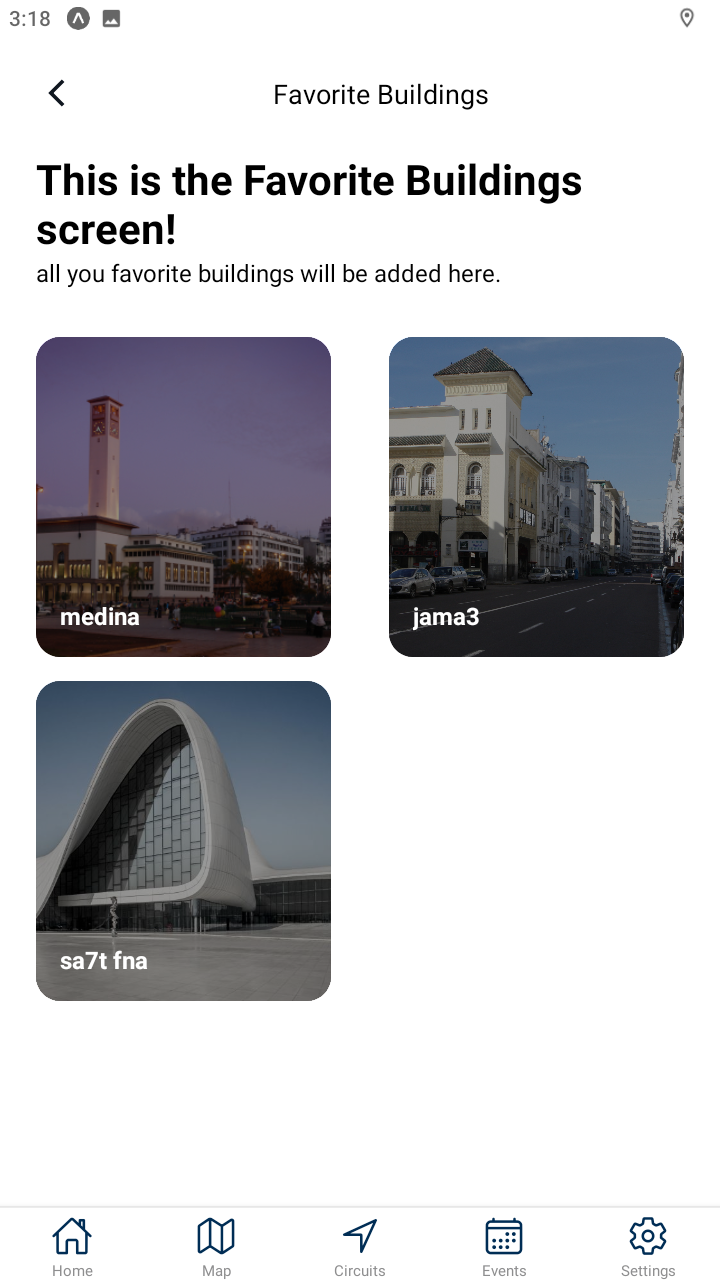 3:18
Favorite Buildings
This is the Favorite Buildings
screen!
all you favorite buildings will be added here.
medina
jama3
sa7t fna
Home
Map
Circuits
Events
Settings